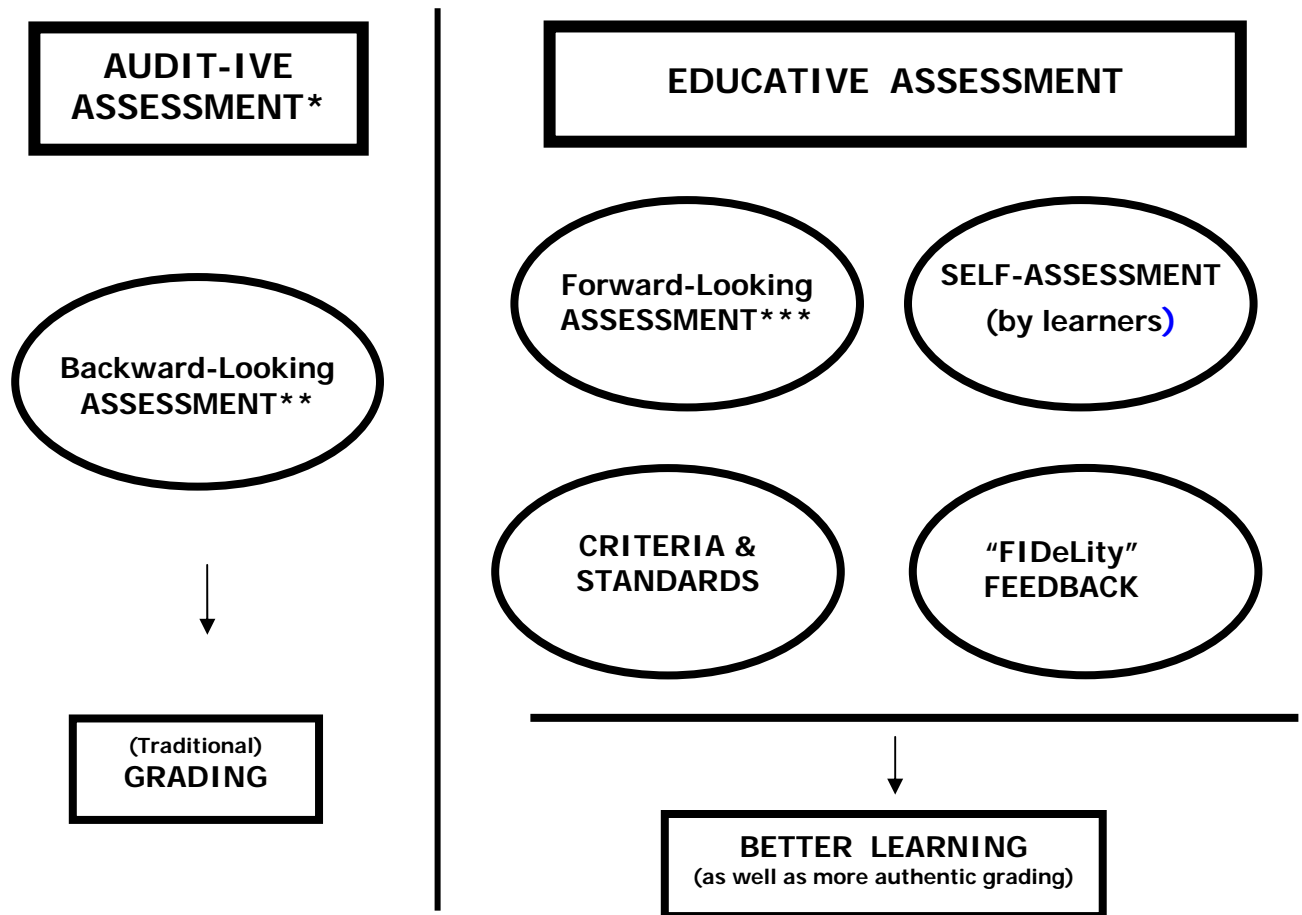 AUDIT-IVE
ASSESSMENT*
Backward-Looking
ASSESSMENT**
(Traditional)
GRADING
EDUCATIVE ASSESSMENT
Forward-Looking
ASSESSMENT***
SELF-ASSESSMENT
(by learners)
CRITERIA &
STANDARDS
“FIDeLity”
FEEDBACK
BETTER LEARNING
(as well as more authentic grading)